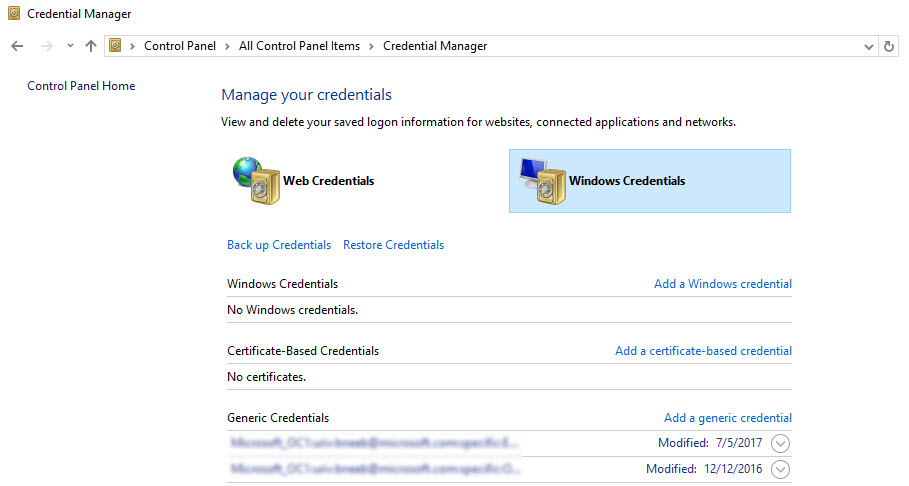 Credential Manager
Control Panel > All Control Panel Items > Credential Manager
Control Panel Home
Manage your credentials
View and delete your saved logon information for websites, connected applications and networks.
Web Credentials Windows Credentials
Back up Credentials Restore Credentials
Windows Credentials Add a Windows credential
No Windows credentials.
Certificate-Based Credentials Add a certificate-based credential
No certificates.
Generic Credentials Add a generic credential
Modified: 7/5/2017
Modified: 12/12/2016